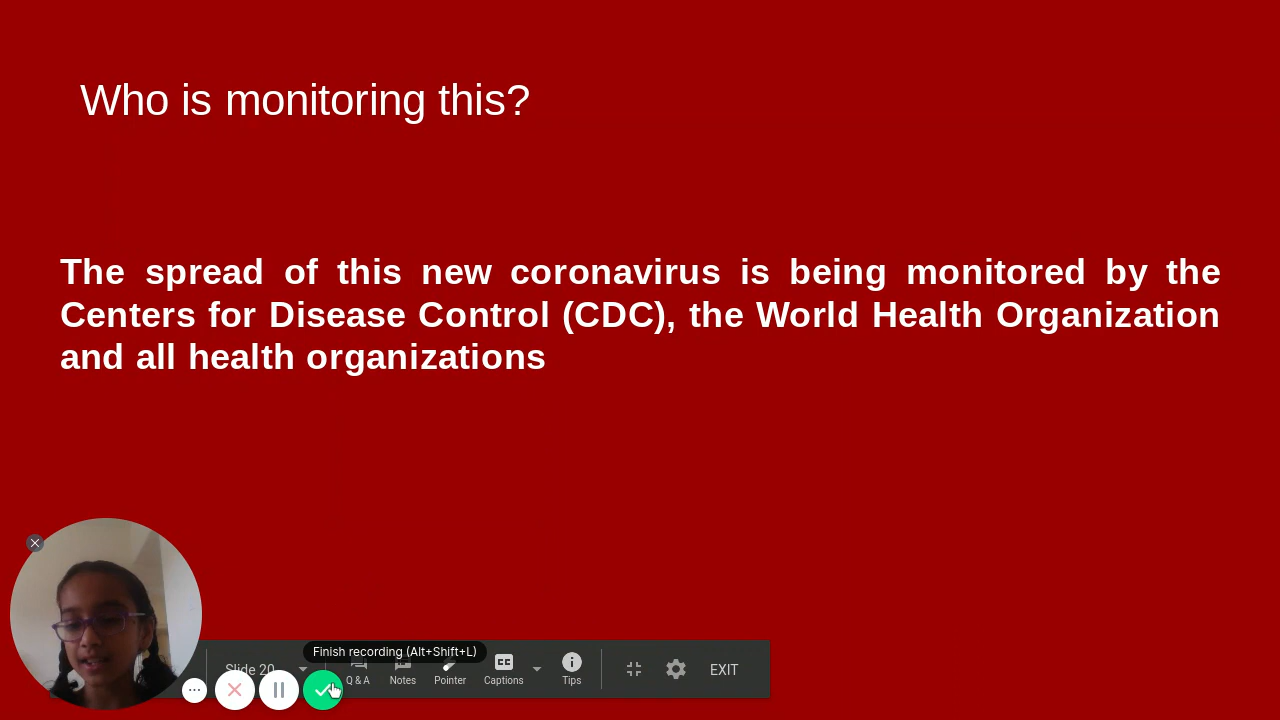 Who is monitoring this?
The spread of this new coronavirus is being monitored by the
Centers for Disease Control (CDC), the World Health Organization
and all health organizations
Finish recording (Alt+Shift+L)
Slide 20
Q & A Notes Pointer Captions Tips EXIT